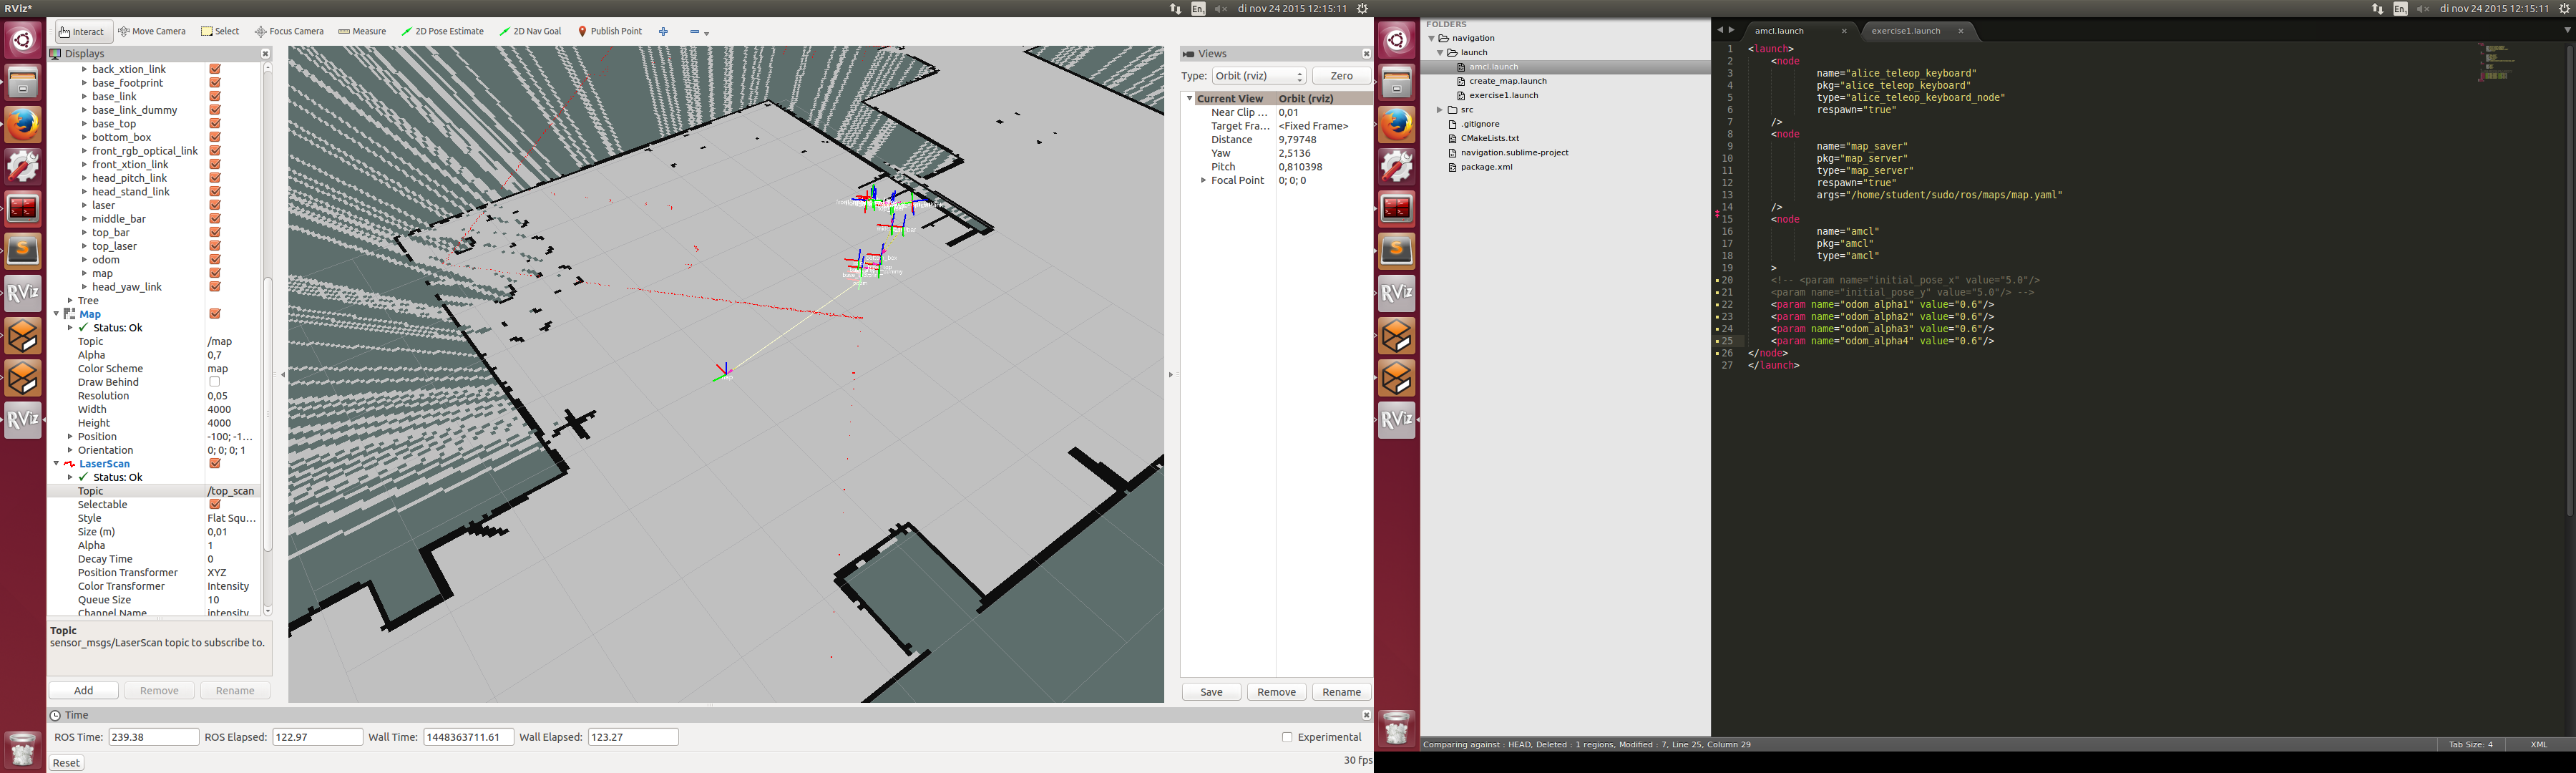 RViz*
En
di nov 24 2015 12:15:11
En
di nov 24 2015 12:15:11
Interact
Move Camera
Select
Focus Camera
Measure
2D Pose Estimate
2D Nav Goal
Publish Point
Displays
back_xtion_link
base_footprint
base_link
base_link_dummy
base_top
bottom_box
front_rgb_optical_link
front_xtion_link
head_pitch_link
head_stand_link
laser
middle_bar
top_bar
top_laser
odom
map
head_yaw_link
Tree
Map
Status: Ok
Topic /map
Alpha 0,7
Color Scheme map
Draw Behind
Resolution 0,05
Width 4000
Height 4000
Position -100; -1...
Orientation 0; 0; 0; 1
LaserScan
Status: Ok
Topic /top_scan
Selectable
Style Flat Squ...
Size (m) 0,01
Alpha 1
Decay Time 0
Position Transformer XYZ
Color Transformer Intensity
Queue Size 10
Channel Name intensity
Topic
sensor_msgs/LaserScan topic to subscribe to.
Add Remove Rename
Views
Type: Orbit (rviz) Zero
Current View Orbit (rviz)
Near Clip ... 0,01
Target Fra... <Fixed Frame>
Distance 9,79748
Yaw 2,5136
Pitch 0,810398
Focal Point 0; 0; 0
Save Remove Rename
Time
ROS Time: 239.38 ROS Elapsed: 122.97 Wall Time: 1448363711.61 Wall Elapsed: 123.27 Experimental
Reset
30 fps
RViz
RViz
RViz
RViz
FOLDERS
navigation
launch
amcl.launch
create_map.launch
exercise1.launch
src
.gitignore
CMakeLists.txt
navigation.sublime-project
package.xml
amcl.launch
exercise1.launch
1 <launch>
2 <node
3 name="alice_teleop_keyboard"
4 pkg="alice_teleop_keyboard"
5 type="alice_teleop_keyboard_node"
6 respawn="true"
7 />
8 <node
9 name="map_saver"
10 pkg="map_server"
11 type="map_server"
12 respawn="true"
13 args="/home/student/sudo/ros/maps/map.yaml"
14 />
15 <node
16 name="amcl"
17 pkg="amcl"
18 type="amcl"
19 >
20 <!-- <param name="initial_pose_x" value="5.0"/>
21 <param name="initial_pose_y" value="5.0"/> -->
22 <param name="odom_alpha1" value="0.6"/>
23 <param name="odom_alpha2" value="0.6"/>
24 <param name="odom_alpha3" value="0.6"/>
25 <param name="odom_alpha4" value="0.6"/>
26 </node>
27 </launch>
Comparing against : HEAD, Deleted : 1 regions, Modified : 7, Line 25, Column 29
Tab Size: 4
XML